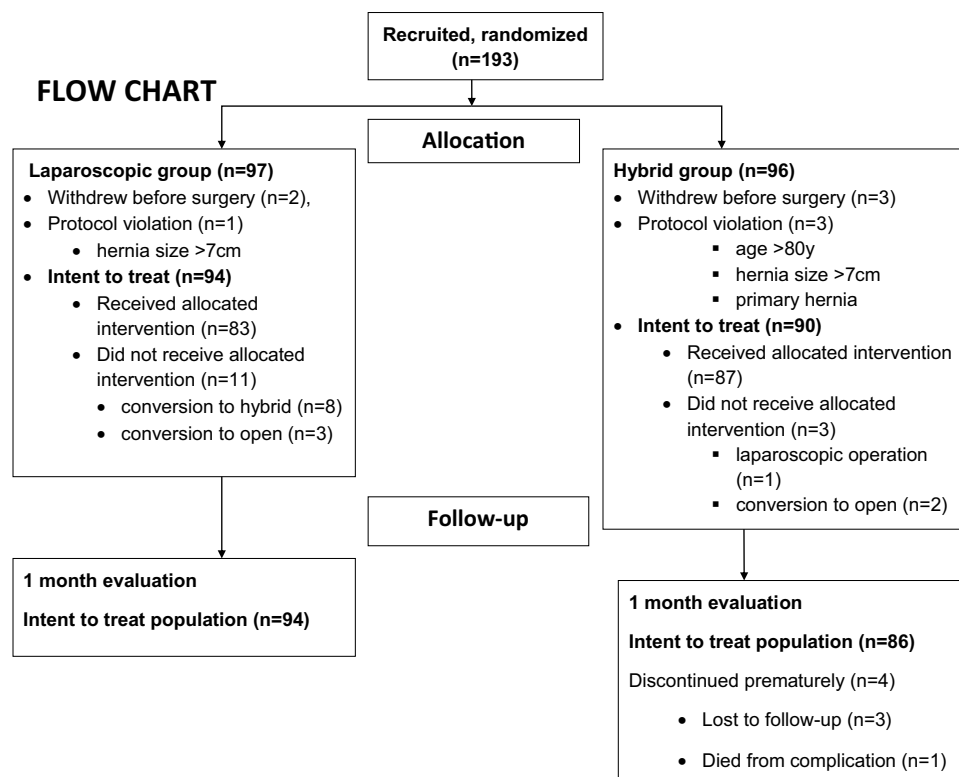 Recruited, randomized
(n=193)
FLOW CHART
Allocation
Laparoscopic group (n=97)
• Withdrew before surgery (n=2),
• Protocol violation (n=1)
• hernia size >7cm
• Intent to treat (n=94)
• Received allocated
intervention (n=83)
• Did not receive allocated
intervention (n=11)
• conversion to hybrid (n=8)
• conversion to open (n=3)
Hybrid group (n=96)
• Withdrew before surgery (n=3)
• Protocol violation (n=3)
▪ age >80y
▪ hernia size >7cm
▪ primary hernia
• Intent to treat (n=90)
• Received allocated intervention
(n=87)
• Did not receive allocated
intervention (n=3)
▪ laparoscopic operation
(n=1)
▪ conversion to open (n=2)
Follow-up
1 month evaluation
Intent to treat population (n=94)
1 month evaluation
Intent to treat population (n=86)
Discontinued prematurely (n=4)
• Lost to follow-up (n=3)
• Died from complication (n=1)